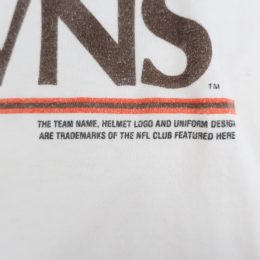 WNS
TM
THE TEAM NAME, HELMET LOGO AND UNIFORM DESIGN
ARE TRADEMARKS OF THE NFL CLUB FEATURED HERE